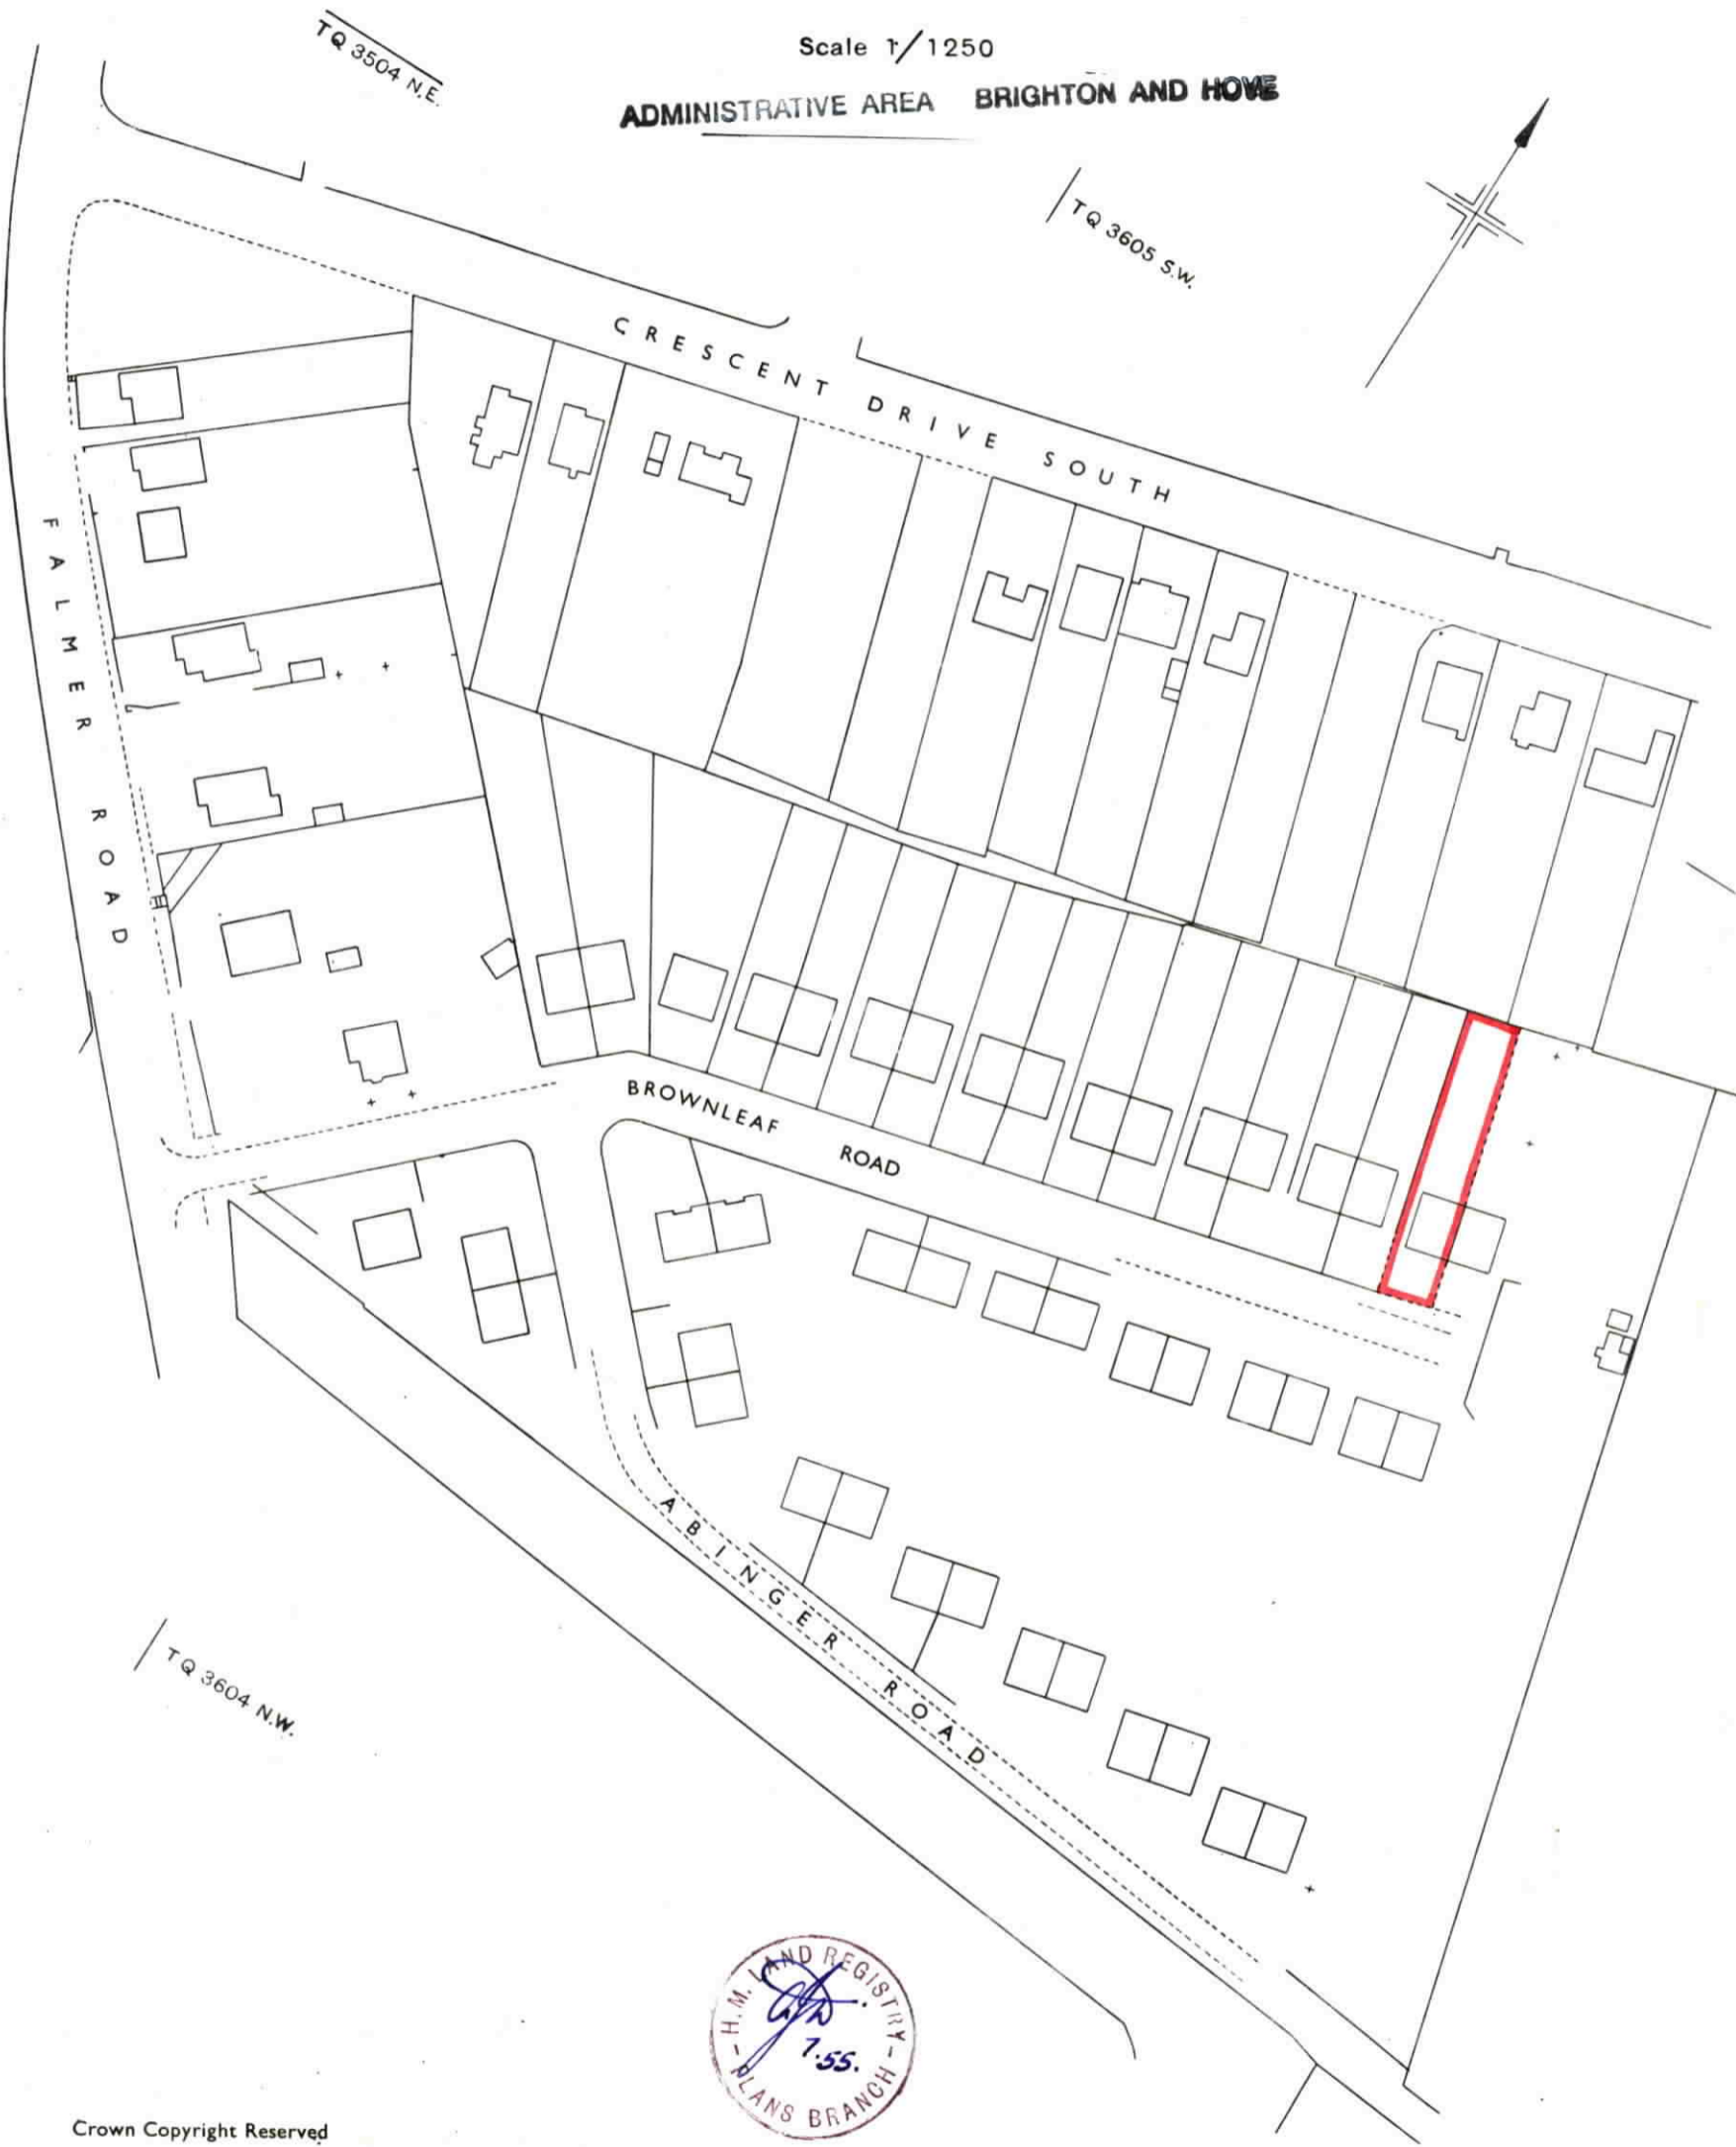 TQ 3504 N.E.
Scale 1/1250
ADMINISTRATIVE AREA BRIGHTON AND HOVE
TQ 3605 S.W.
CRESCENT DRIVE SOUTH
FALMER ROAD
BROWNLEAF ROAD
ABINGER ROAD
TQ 3604 N.W.
H.M. LAND REGISTRY
7.55.
PLANS BRANCH
Crown Copyright Reserved